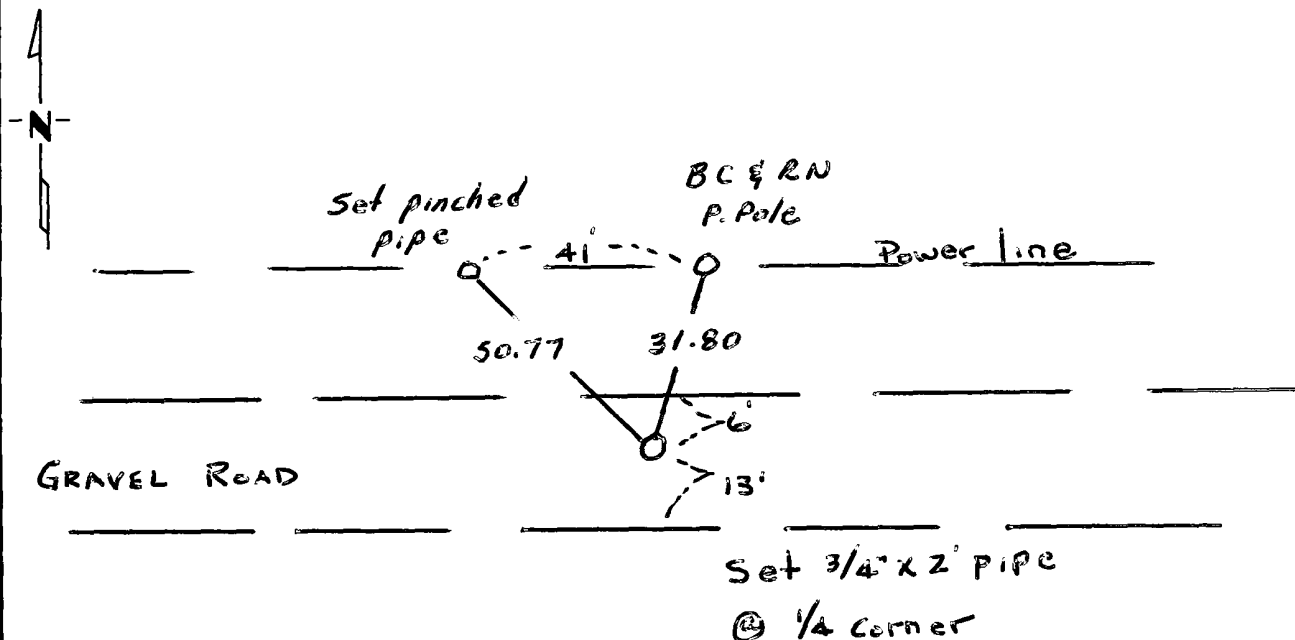 N
BC & RN
P. Pole
Set pinched
pipe
41'
Power line
50.77
31.80
6'
GRAVEL ROAD
13'
Set 3/4" x 2' pipe
@ 1/4 corner